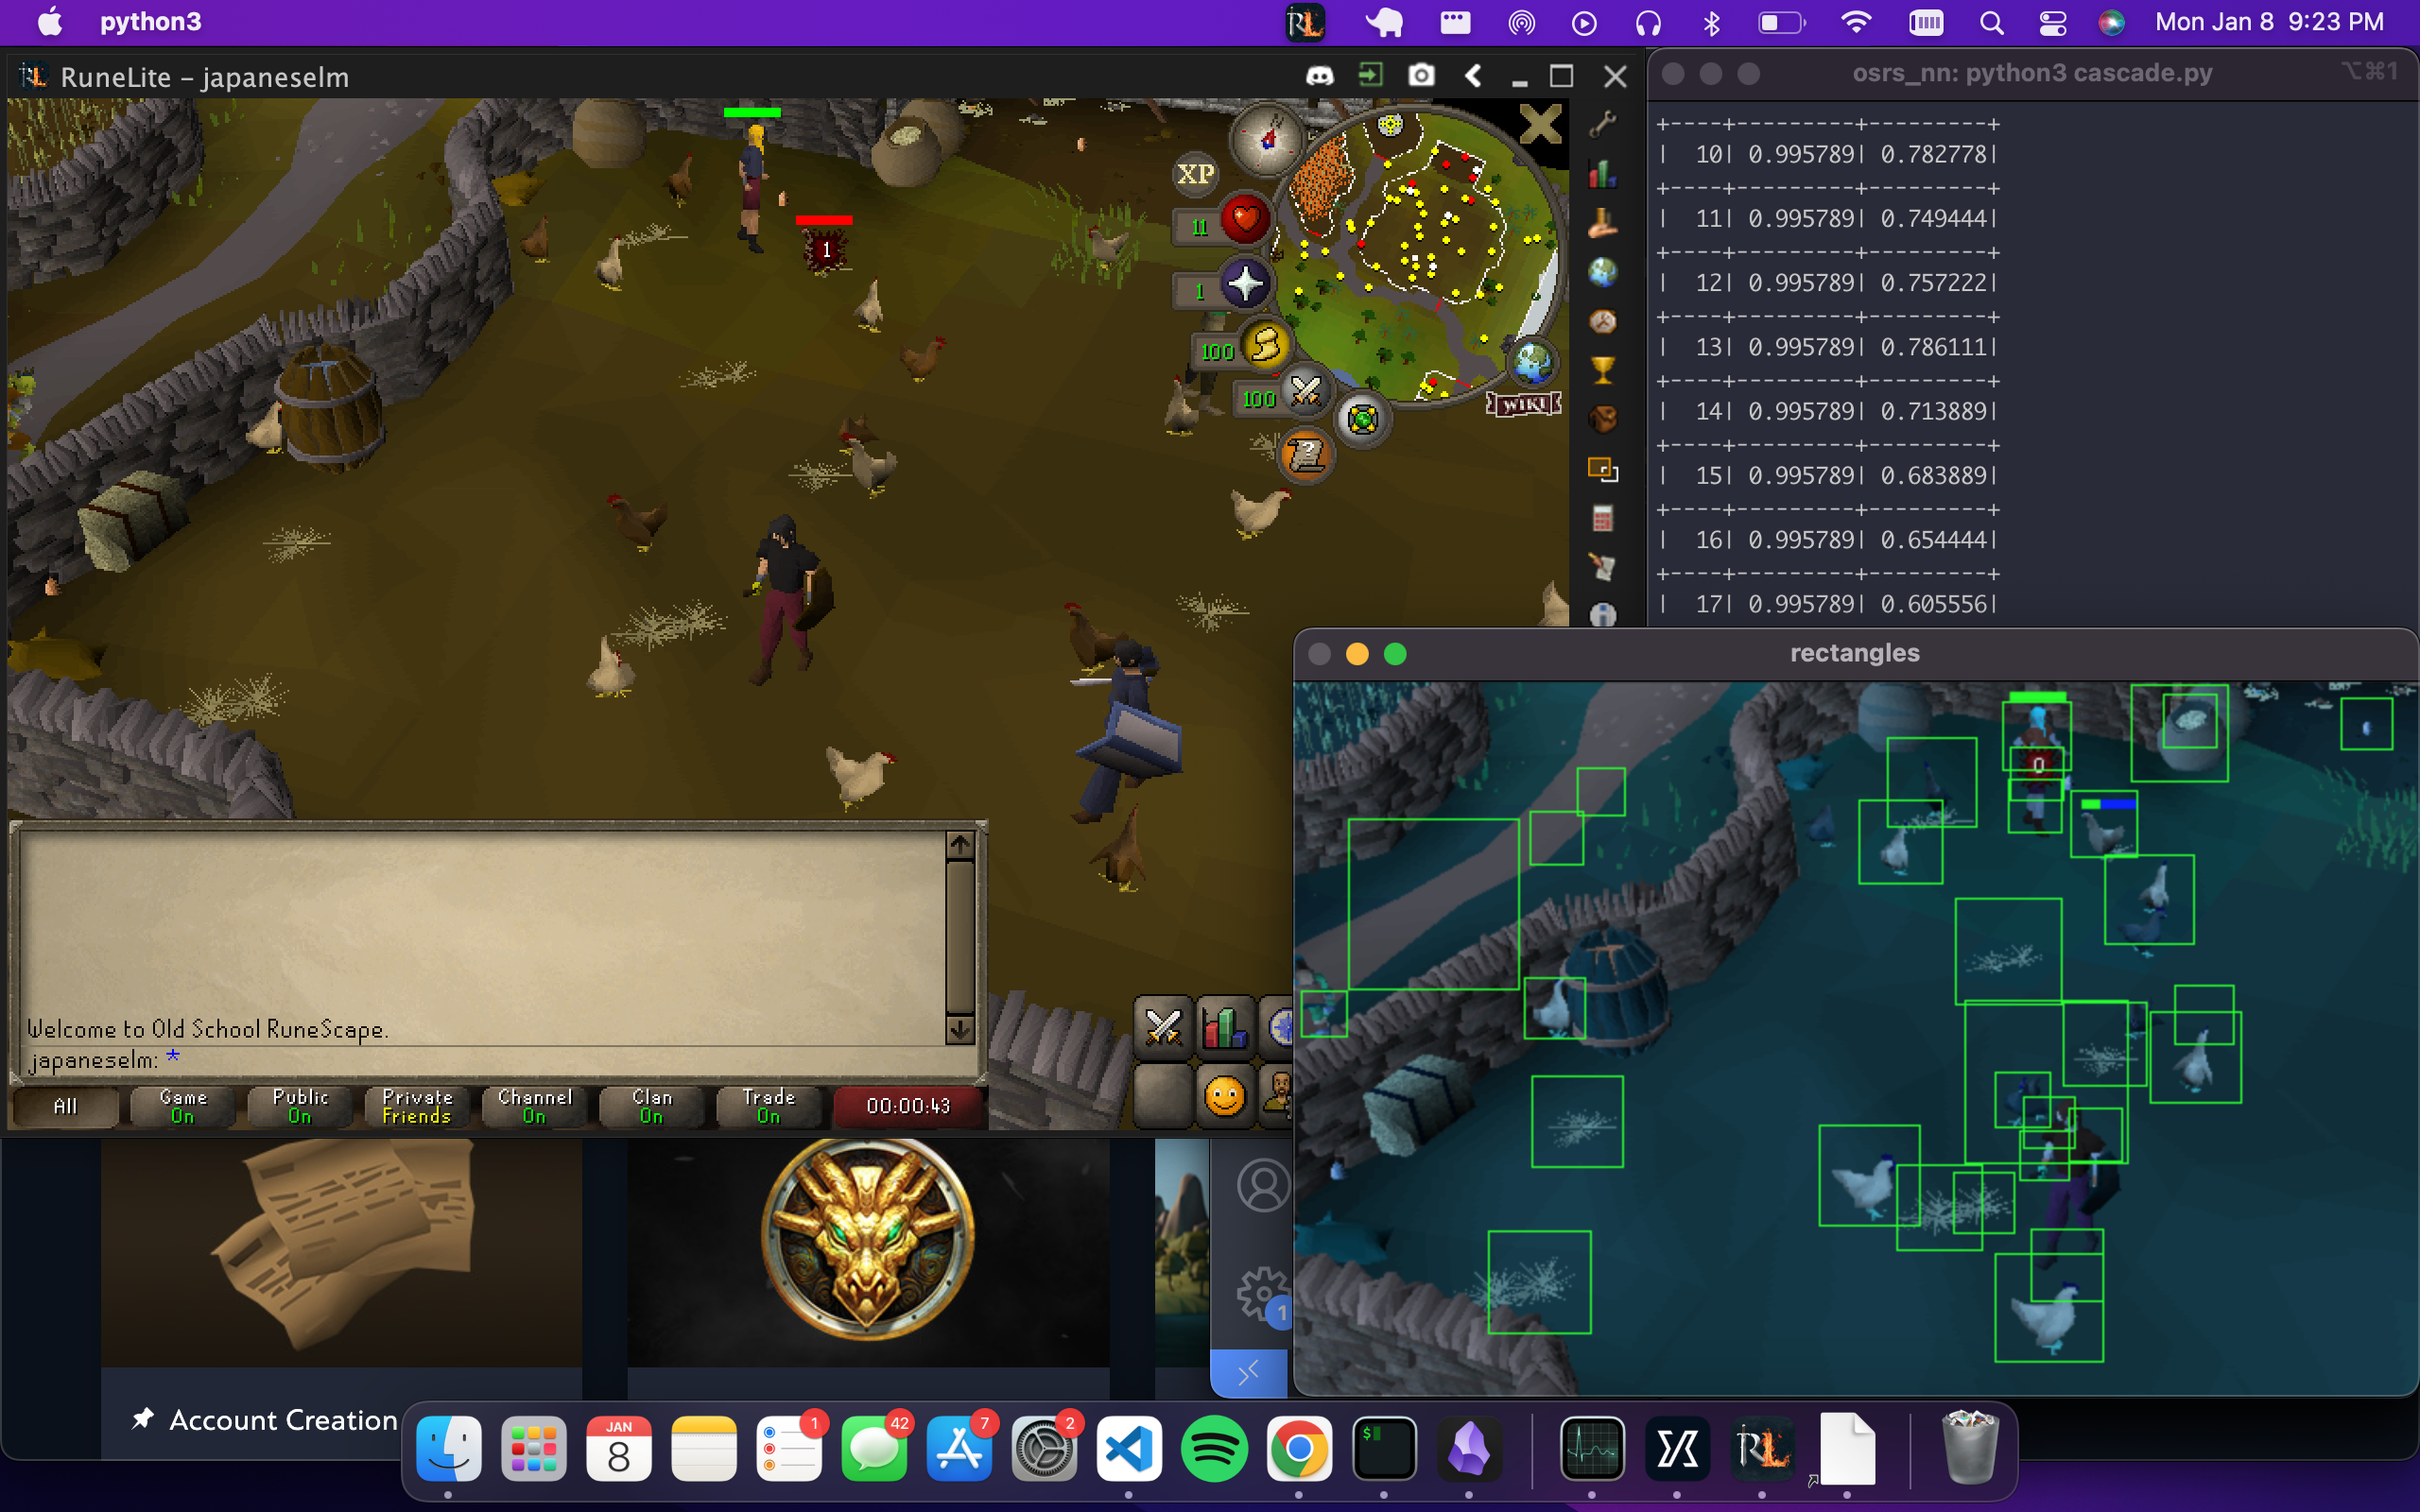 python3
Mon Jan 8 9:23 PM
RuneLite - japaneselm
osrs_nn: python3 cascade.py
⌥⌘1
+----+---------+---------+
|  10| 0.995789| 0.782778|
+----+---------+---------+
|  11| 0.995789| 0.749444|
+----+---------+---------+
|  12| 0.995789| 0.757222|
+----+---------+---------+
|  13| 0.995789| 0.786111|
+----+---------+---------+
|  14| 0.995789| 0.713889|
+----+---------+---------+
|  15| 0.995789| 0.683889|
+----+---------+---------+
|  16| 0.995789| 0.654444|
+----+---------+---------+
|  17| 0.995789| 0.605556|
XP
11
1
100
100
WIKI
1
rectangles
0
Welcome to Old School RuneScape.
japaneselm: *
All
Game
On
Public
On
Private
Friends
Channel
On
Clan
On
Trade
On
00:00:43
1
Account Creation
JAN
8
1
42
7
2
$
RL